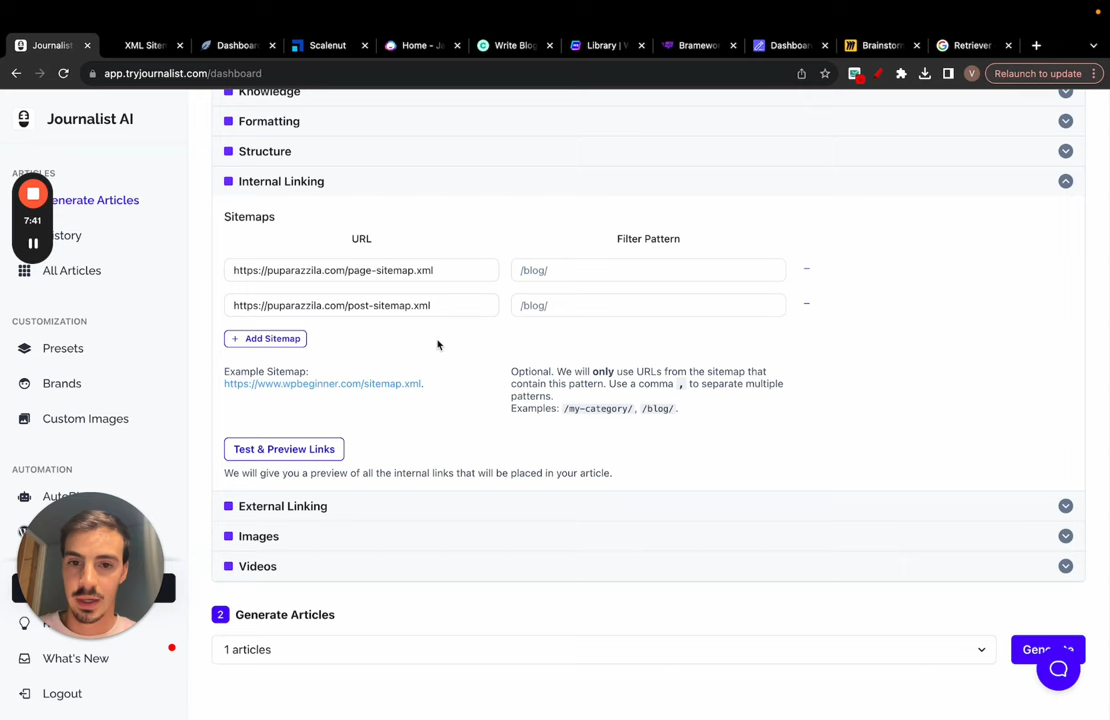 Journalist
XML Sitem
Dashboar
Scalenut
Home - Ja
Write Blog
Library | W
Bramewor
Dashboar
Brainstorm
Retriever
app.tryjournalist.com/dashboard
V
Relaunch to update
Journalist AI
ARTICLES
Generate Articles
7:41
History
All Articles
CUSTOMIZATION
Presets
Brands
Custom Images
AUTOMATION
What's New
Logout
Knowledge
Formatting
Structure
Internal Linking
Sitemaps
URL
Filter Pattern
https://puparazzila.com/page-sitemap.xml
/blog/
https://puparazzila.com/post-sitemap.xml
/blog/
+ Add Sitemap
Example Sitemap:
https://www.wpbeginner.com/sitemap.xml.
Optional. We will only use URLs from the sitemap that
contain this pattern. Use a comma , to separate multiple
patterns.
Examples: /my-category/, /blog/.
Test & Preview Links
We will give you a preview of all the internal links that will be placed in your article.
External Linking
Images
Videos
2 Generate Articles
1 articles
Generate